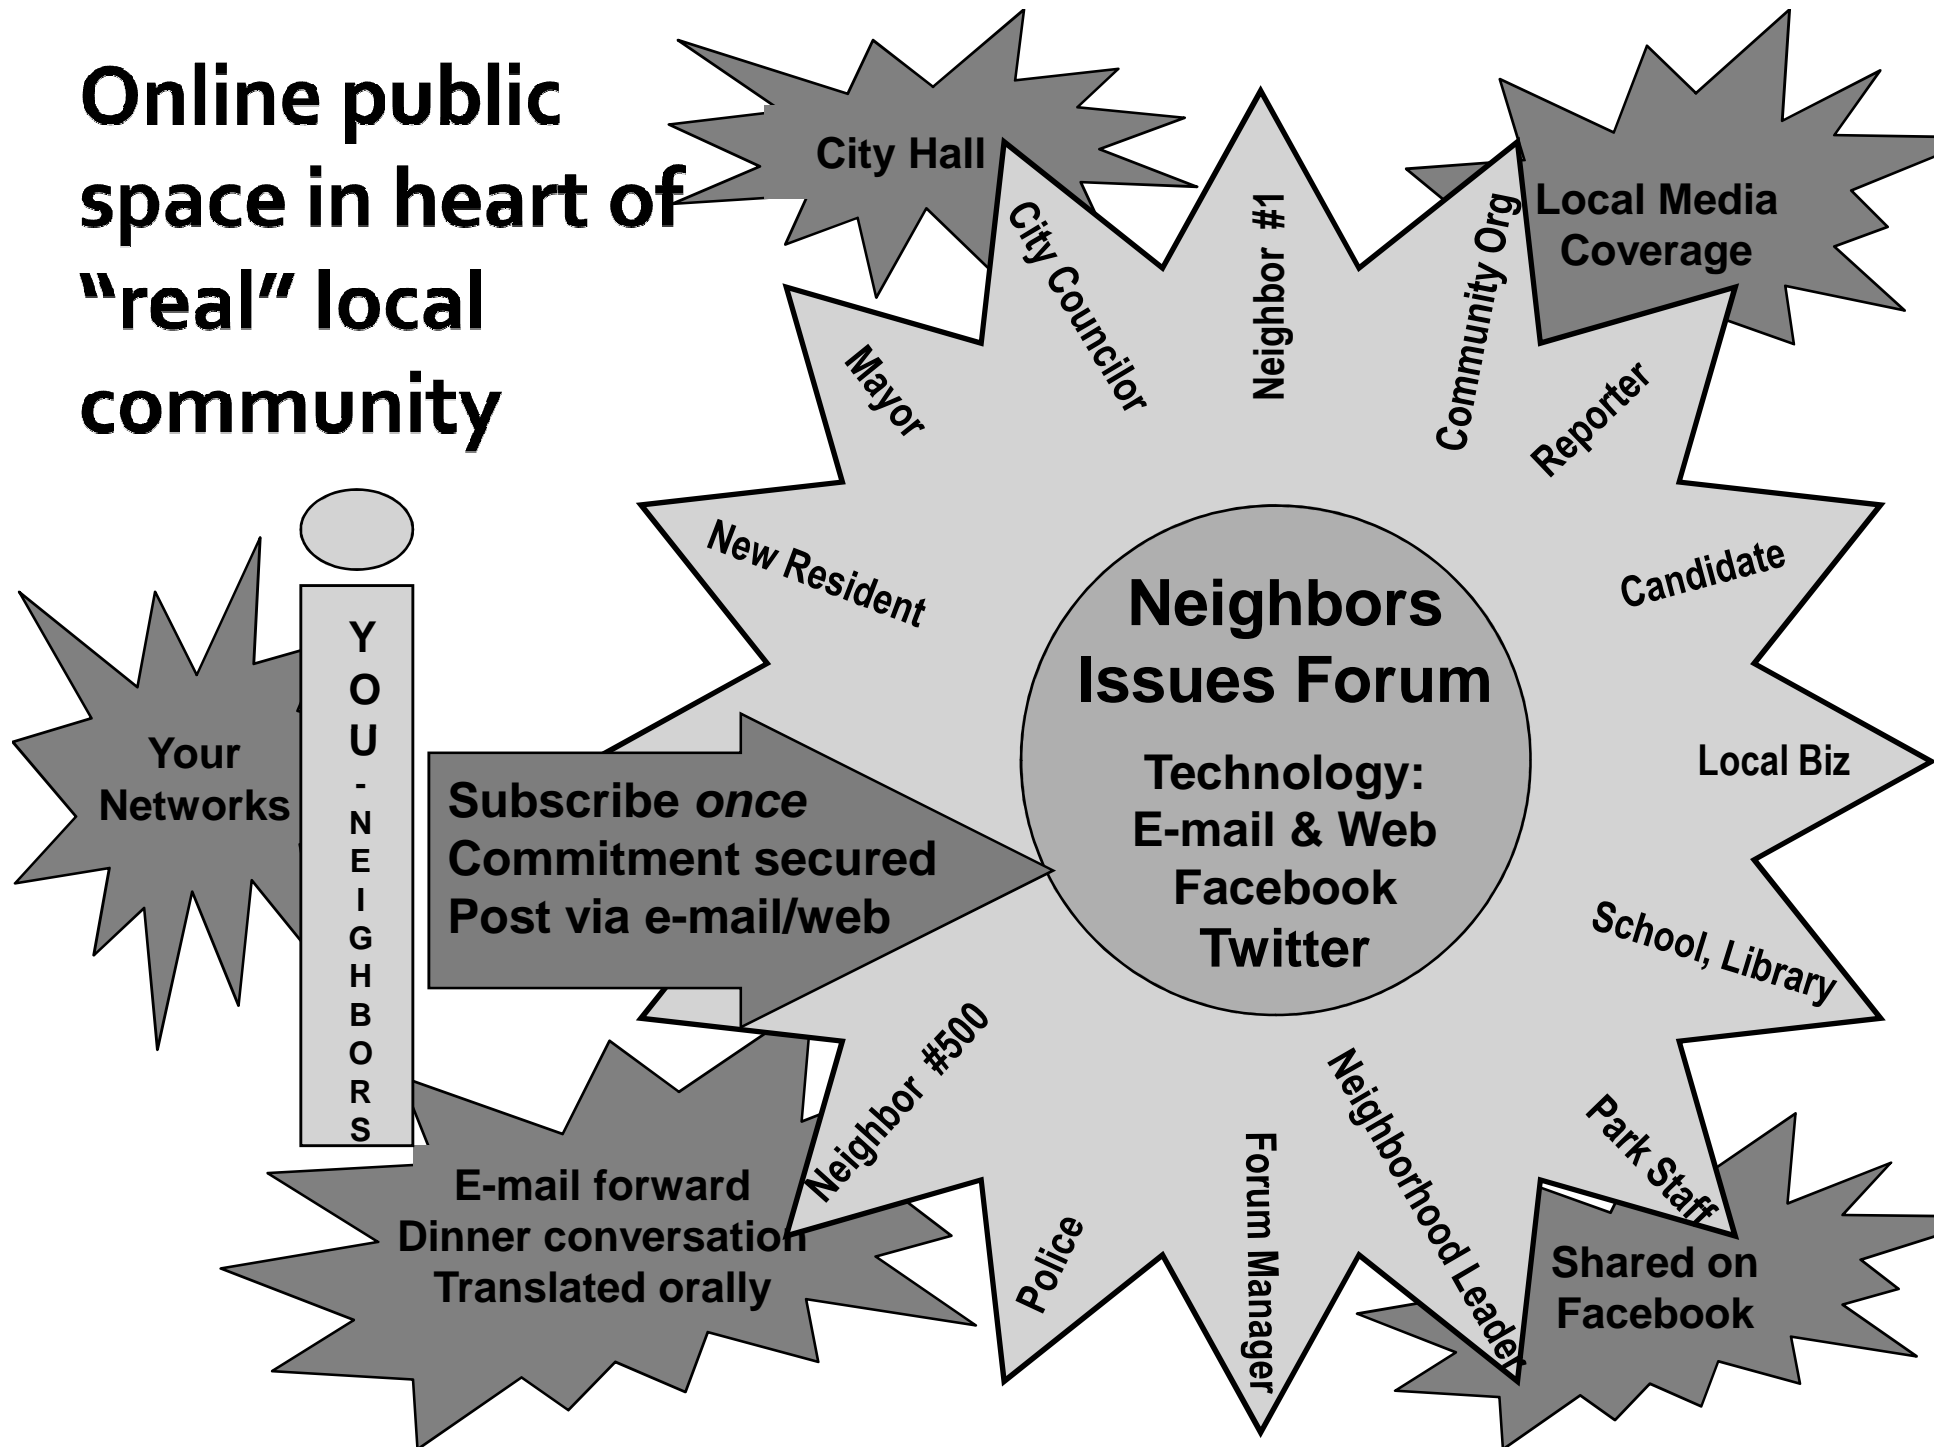 Online public
space in heart of
“real” local
community
City Hall
Local Media
Coverage
City Councilor
Neighbor #1
Community Org
Mayor
Reporter
New Resident
Candidate
Neighbors
Issues Forum
Technology:
E-mail & Web
Facebook
Twitter
Local Biz
YOU-NEIGHBORS
Your
Networks
Subscribe once
Commitment secured
Post via e-mail/web
School, Library
Neighbor #500
Neighborhood Leader
Park Staff
Forum Manager
Police
E-mail forward
Dinner conversation
Translated orally
Shared on
Facebook